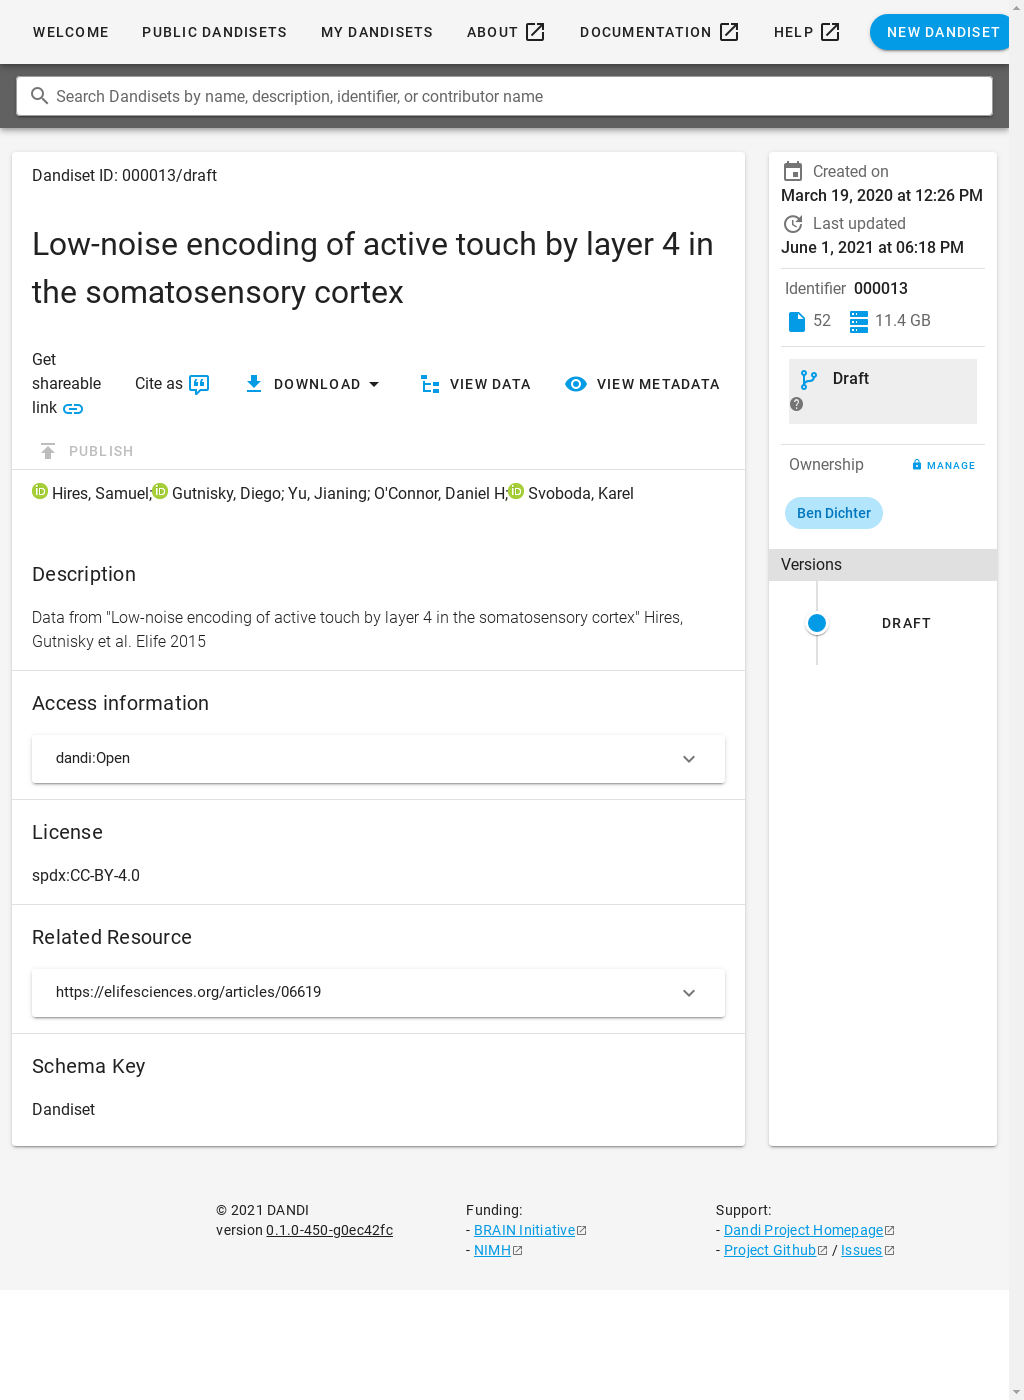 WELCOME PUBLIC DANDISETS MY DANDISETS ABOUT DOCUMENTATION HELP NEW DANDISET
Search Dandisets by name, description, identifier, or contributor name
Dandiset ID: 000013/draft
Low-noise encoding of active touch by layer 4 in
the somatosensory cortex
Get
shareable
link
Cite as
DOWNLOAD
VIEW DATA
VIEW METADATA
PUBLISH
Hires, Samuel; Gutnisky, Diego; Yu, Jianing; O'Connor, Daniel H; Svoboda, Karel
Description
Data from "Low-noise encoding of active touch by layer 4 in the somatosensory cortex" Hires,
Gutnisky et al. Elife 2015
Access information
dandi:Open
License
spdx:CC-BY-4.0
Related Resource
https://elifesciences.org/articles/06619
Schema Key
Dandiset
Created on
March 19, 2020 at 12:26 PM
Last updated
June 1, 2021 at 06:18 PM
Identifier 000013
52 11.4 GB
Draft
Ownership MANAGE
Ben Dichter
Versions
DRAFT
© 2021 DANDI
version 0.1.0-450-g0ec42fc
Funding:
- BRAIN Initiative
- NIMH
Support:
- Dandi Project Homepage
- Project Github / Issues